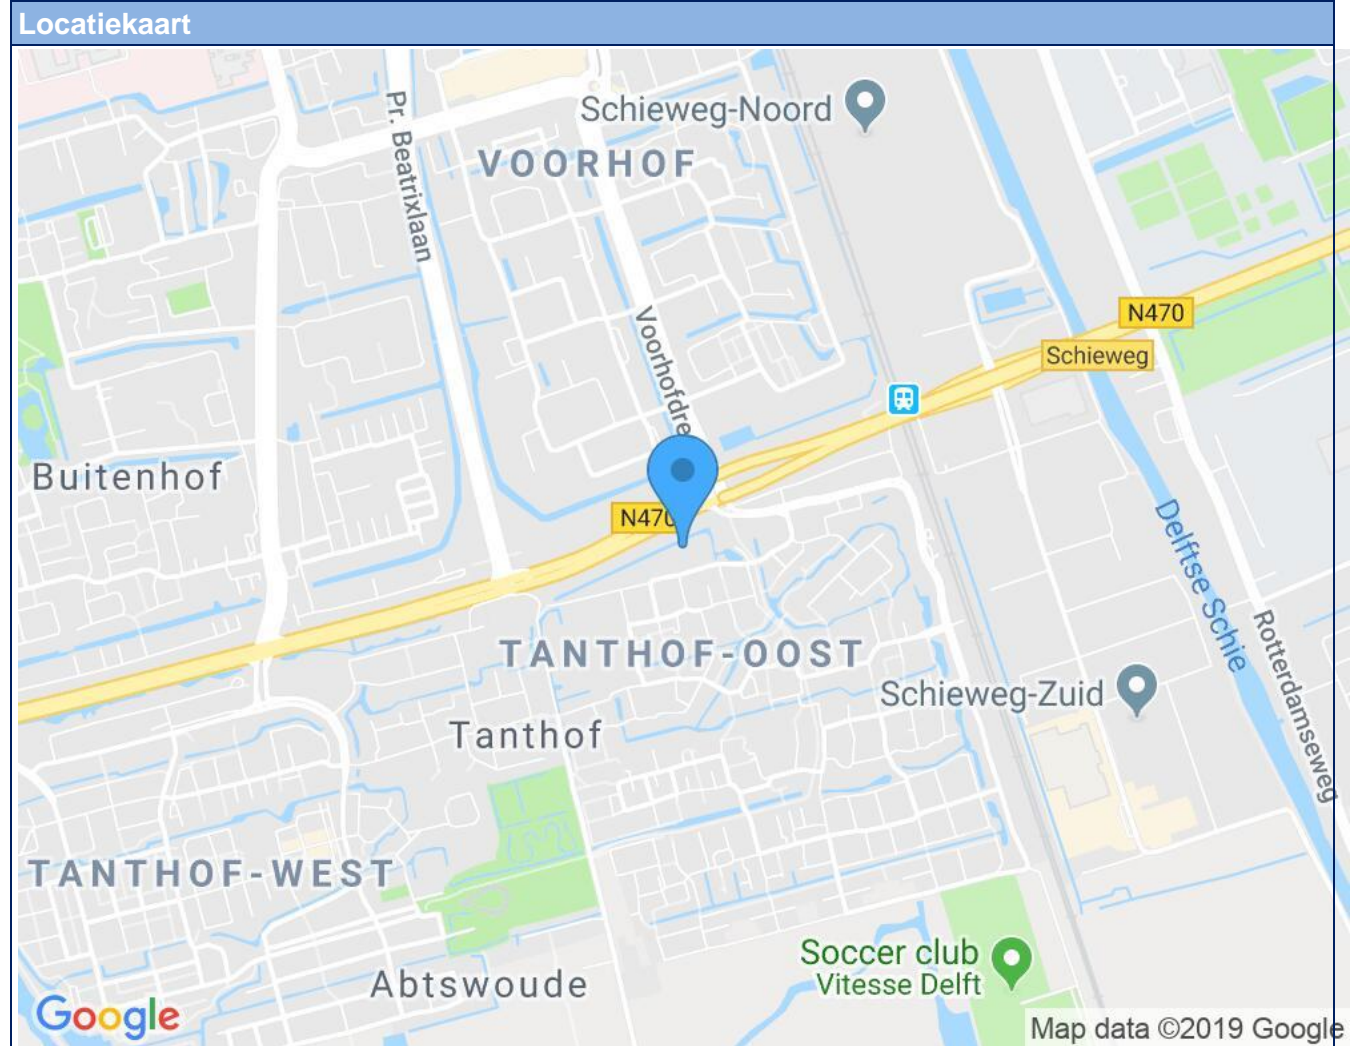 Locatiekaart
Schieweg-Noord
VOORHOF
Pr. Beatrixlaan
N470
Voorhofdre
Schieweg
Buitenhof
N470
Delftse Schie
Rotterdamseweg
TANTHOF-OOST
Schieweg-Zuid
Tanthof
TANTHOF-WEST
Soccer club
Vitesse Delft
Abtswoude
Google
Map data ©2019 Google